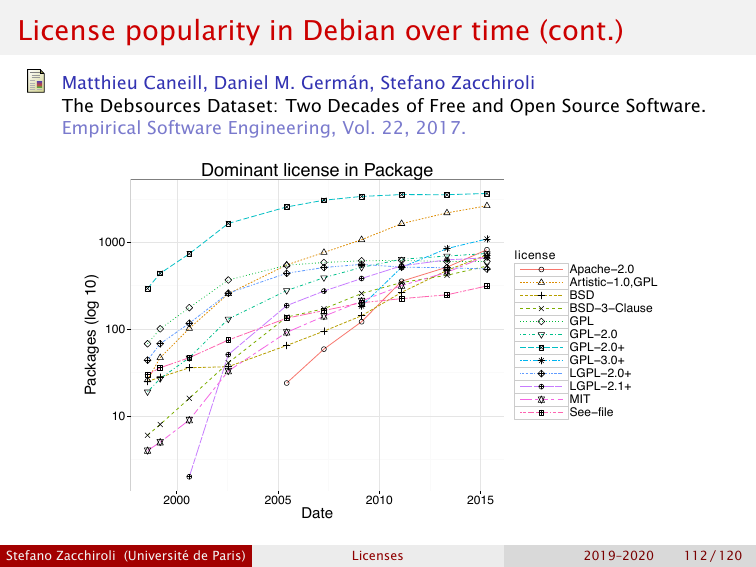 License popularity in Debian over time (cont.)
Matthieu Caneill, Daniel M. Germán, Stefano Zacchiroli
The Debsources Dataset: Two Decades of Free and Open Source Software.
Empirical Software Engineering, Vol. 22, 2017.
Dominant license in Package
Packages (log 10)
1000
100
10
2000 2005 2010 2015
Date
license
Apache−2.0
Artistic−1.0,GPL
BSD
BSD−3−Clause
GPL
GPL−2.0
GPL−2.0+
GPL−3.0+
LGPL−2.0+
LGPL−2.1+
MIT
See−file
Stefano Zacchiroli (Université de Paris) Licenses 2019–2020 112 / 120